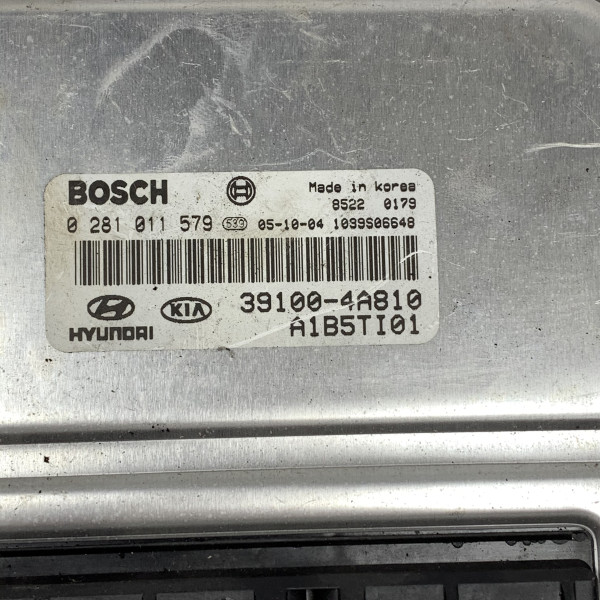 BOSCH Made in korea
8522 0179
0 281 011 579 539 05-10-04 1039S06648
HYUNDAI KIA 39100-4A810
A1B5TI01